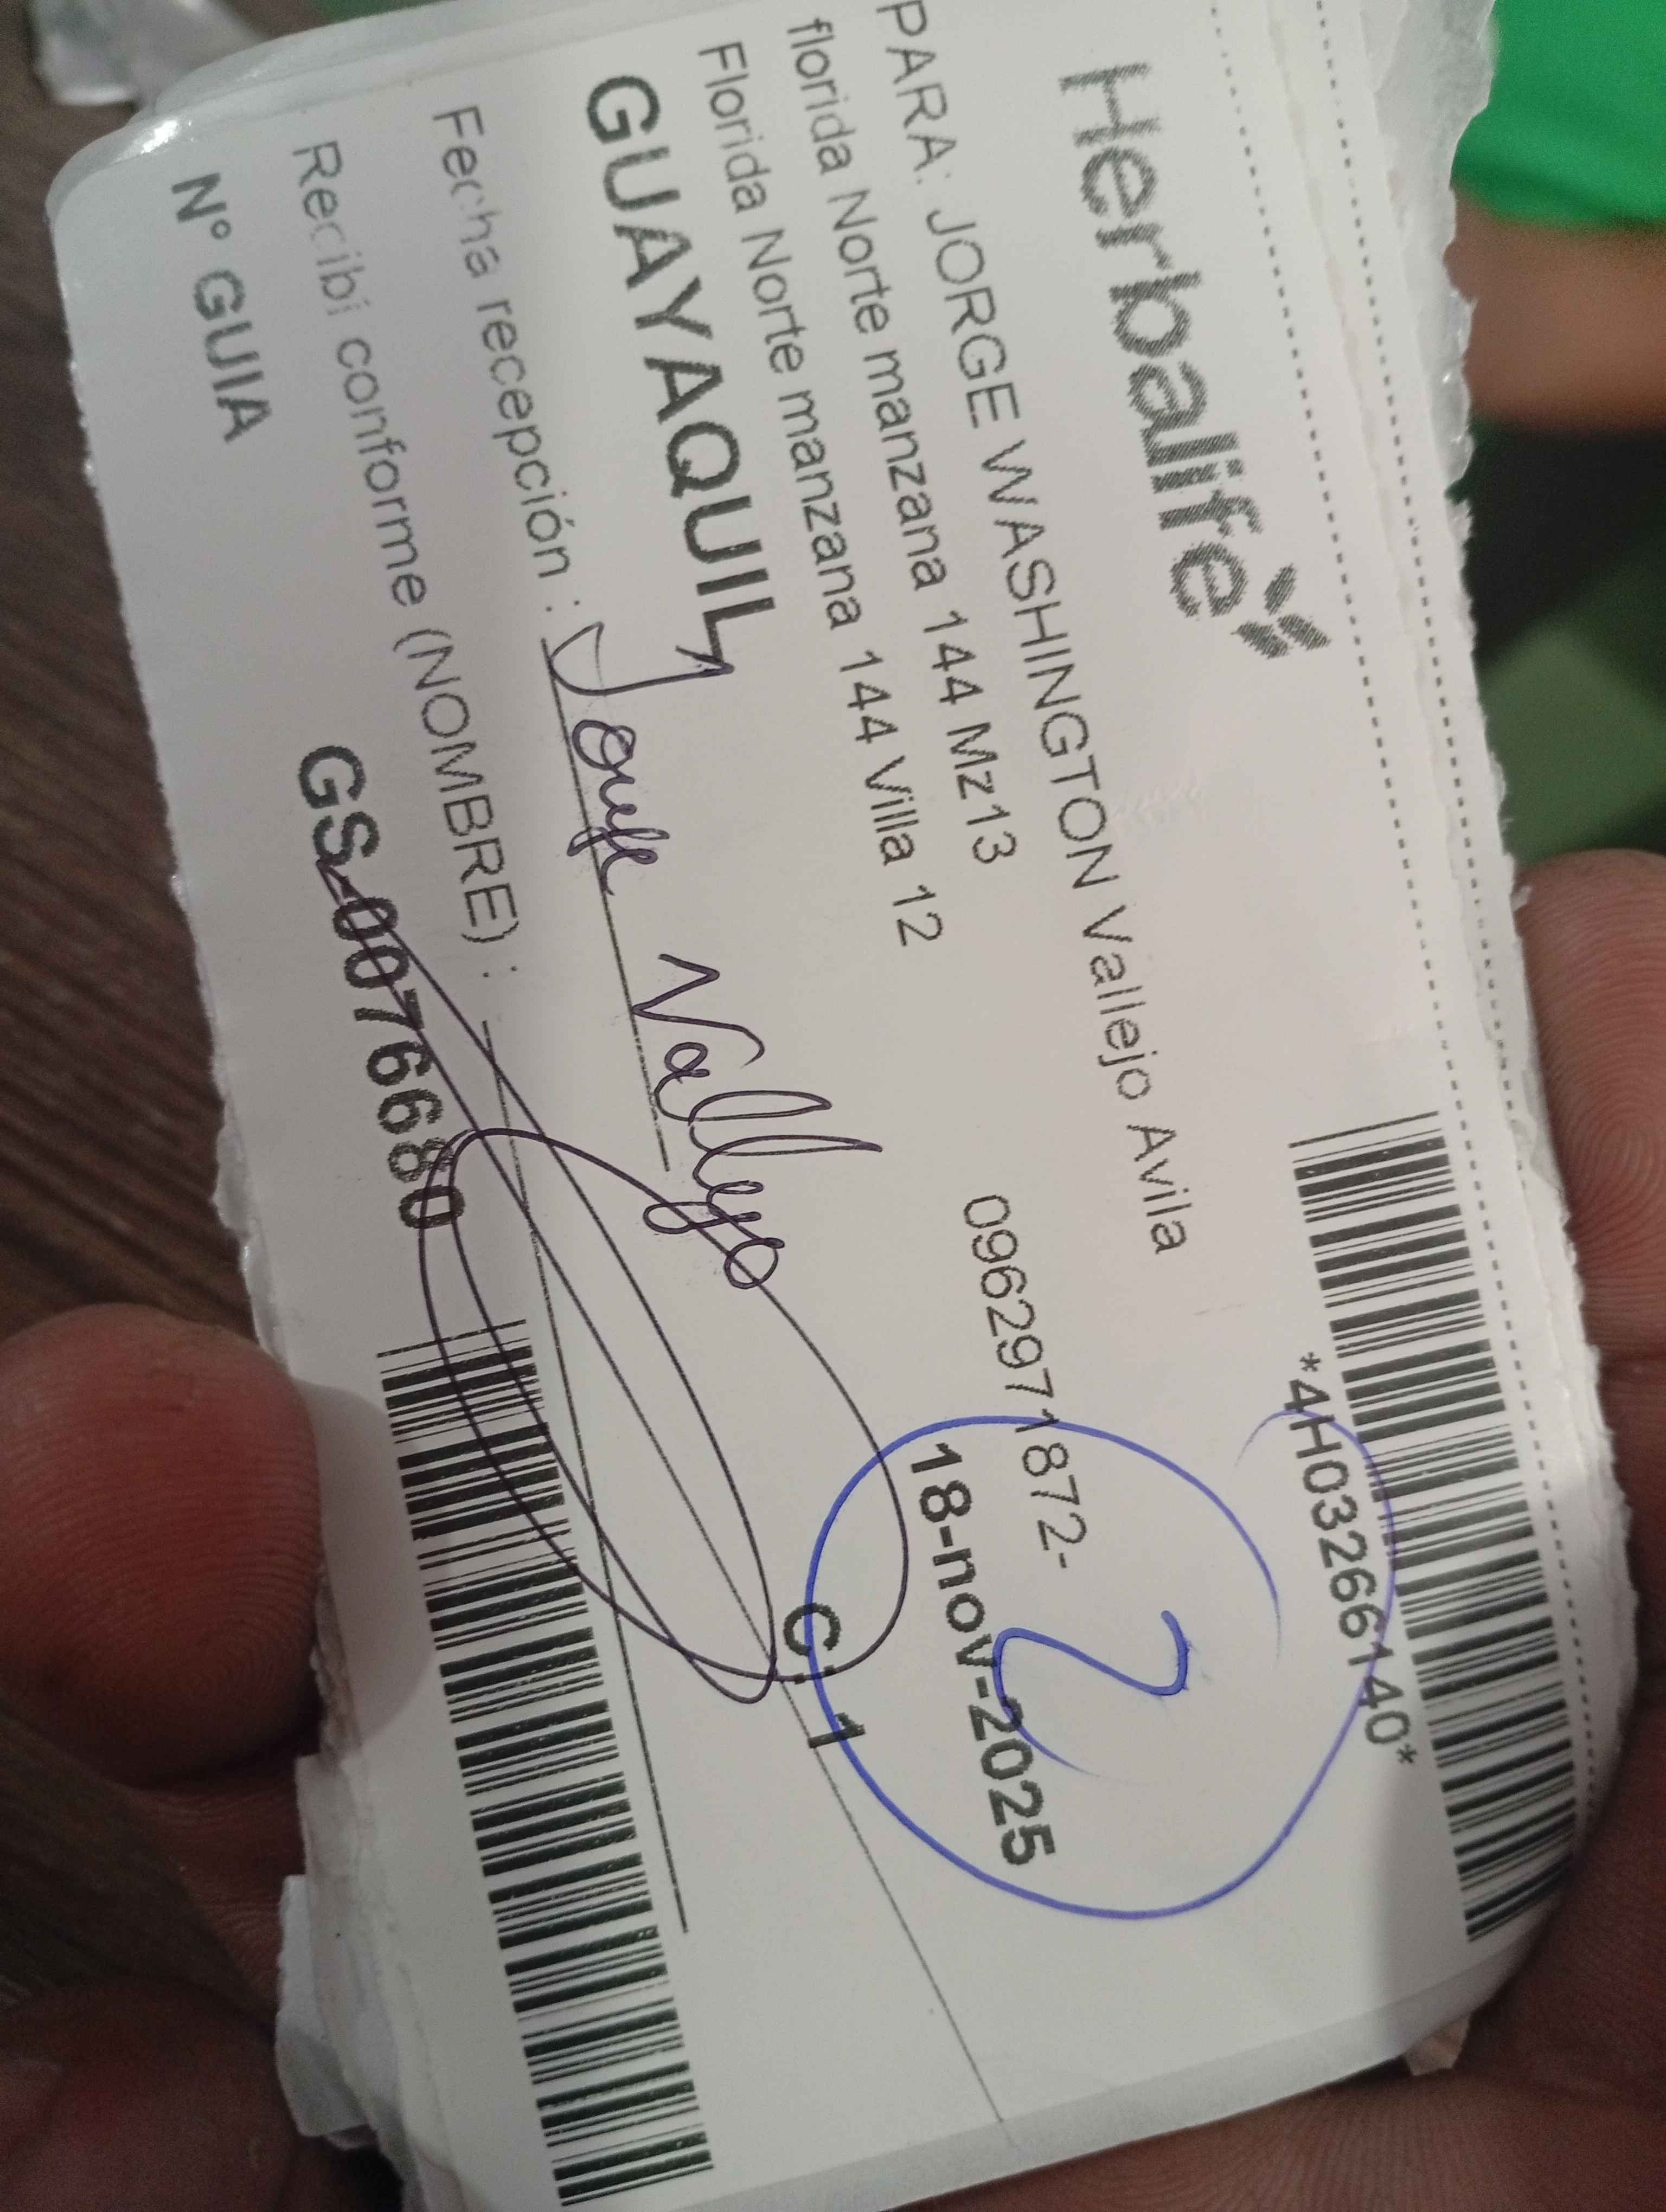 Herbalife
*4H03266140*
PARA: JORGE WASHINGTON Vallejo Avila
florida Norte manzana 144 Mz13
0962971872-
Florida Norte manzana 144 Villa 12
18-nov-2025
2
GUAYAQUIL
C: 1
Fecha recepción : Jorge Vallejo
Recibi conforme (NOMBRE) :
N° GUIA
GS-0076680